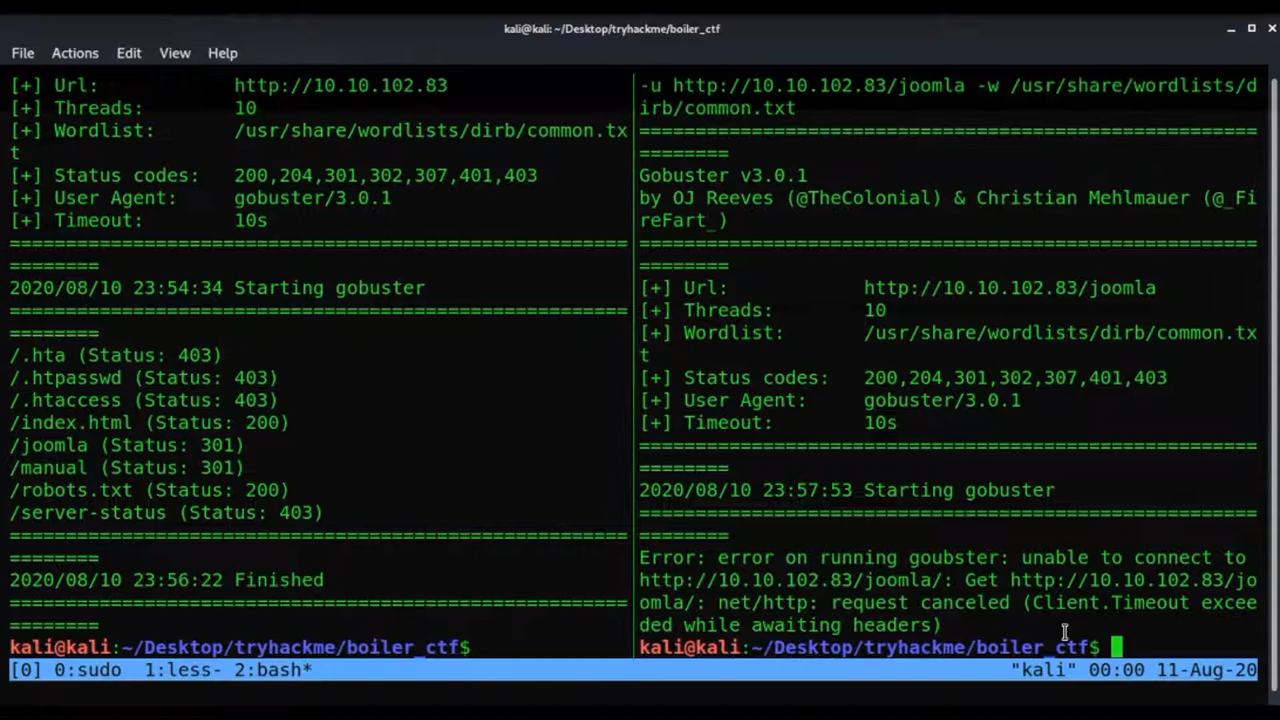 kali@kali: ~/Desktop/tryhackme/boiler_ctf
File Actions Edit View Help
[+] Url: http://10.10.102.83
[+] Threads: 10
[+] Wordlist: /usr/share/wordlists/dirb/common.tx
t
[+] Status codes: 200,204,301,302,307,401,403
[+] User Agent: gobuster/3.0.1
[+] Timeout: 10s
=======================================================
========
2020/08/10 23:54:34 Starting gobuster
=======================================================
========
/.hta (Status: 403)
/.htpasswd (Status: 403)
/.htaccess (Status: 403)
/index.html (Status: 200)
/joomla (Status: 301)
/manual (Status: 301)
/robots.txt (Status: 200)
/server-status (Status: 403)
=======================================================
========
2020/08/10 23:56:22 Finished
=======================================================
========
kali@kali:~/Desktop/tryhackme/boiler_ctf$
-u http://10.10.102.83/joomla -w /usr/share/wordlists/d
irb/common.txt
=======================================================
========
Gobuster v3.0.1
by OJ Reeves (@TheColonial) & Christian Mehlmauer (@_Fi
reFart_)
=======================================================
========
[+] Url: http://10.10.102.83/joomla
[+] Threads: 10
[+] Wordlist: /usr/share/wordlists/dirb/common.tx
t
[+] Status codes: 200,204,301,302,307,401,403
[+] User Agent: gobuster/3.0.1
[+] Timeout: 10s
=======================================================
========
2020/08/10 23:57:53 Starting gobuster
=======================================================
========
Error: error on running goubster: unable to connect to
http://10.10.102.83/joomla/: Get http://10.10.102.83/jo
omla/: net/http: request canceled (Client.Timeout excee
ded while awaiting headers)
kali@kali:~/Desktop/tryhackme/boiler_ctf$
[0] 0:sudo 1:less- 2:bash* "kali" 00:00 11-Aug-20